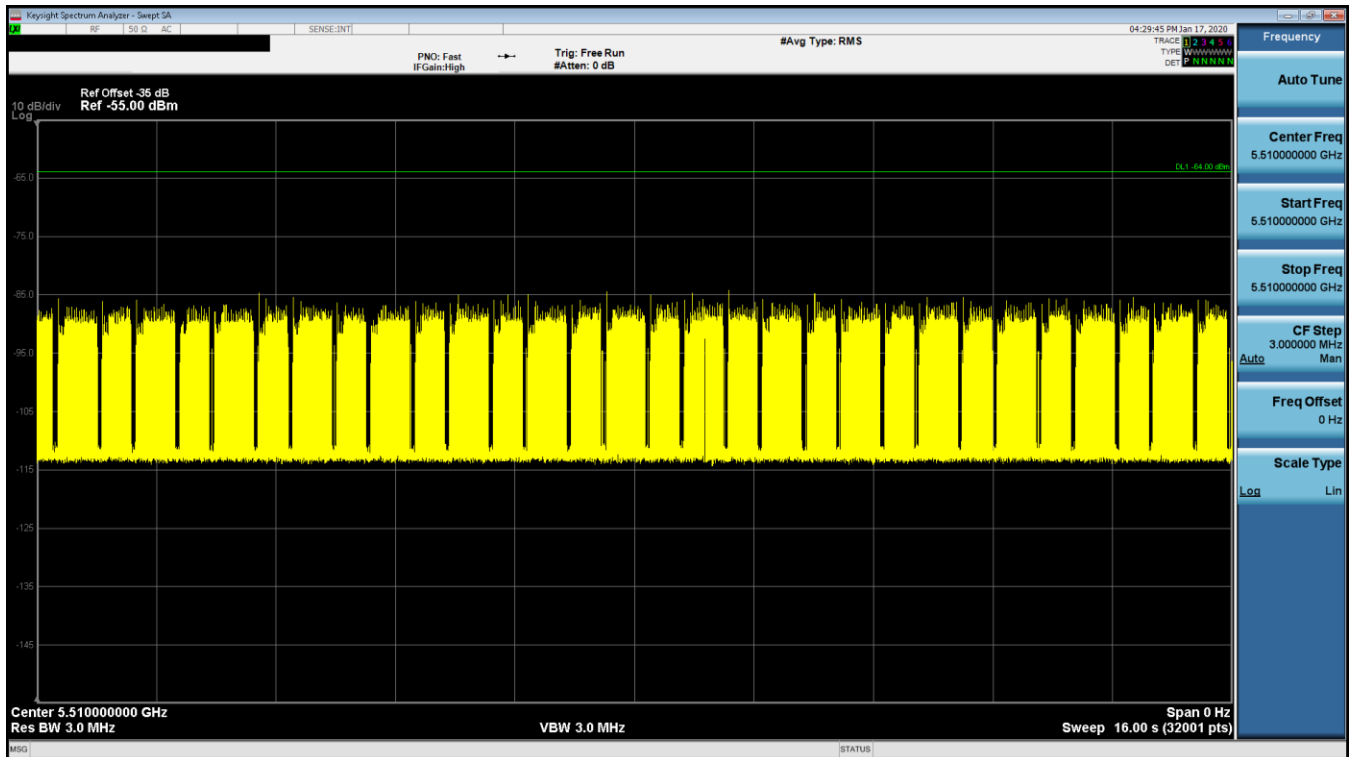 Keysight Spectrum Analyzer - Swept SA
LXI RF 50 Ω AC SENSE:INT 04:29:45 PM Jan 17, 2020
#Avg Type: RMS TRACE 1 2 3 4 5 6
PNO: Fast Trig: Free Run TYPE WWWWWW
IFGain:High #Atten: 0 dB DET P N N N N N
Ref Offset -35 dB
10 dB/div Ref -55.00 dBm
Log
DL1 -64.00 dBm
-65.0
-75.0
-85.0
-95.0
-105
-115
-125
-135
-145
Center 5.510000000 GHz Span 0 Hz
Res BW 3.0 MHz VBW 3.0 MHz Sweep 16.00 s (32001 pts)
MSG STATUS
Frequency
Auto Tune
Center Freq
5.510000000 GHz
Start Freq
5.510000000 GHz
Stop Freq
5.510000000 GHz
CF Step
3.000000 MHz
Auto Man
Freq Offset
0 Hz
Scale Type
Log Lin